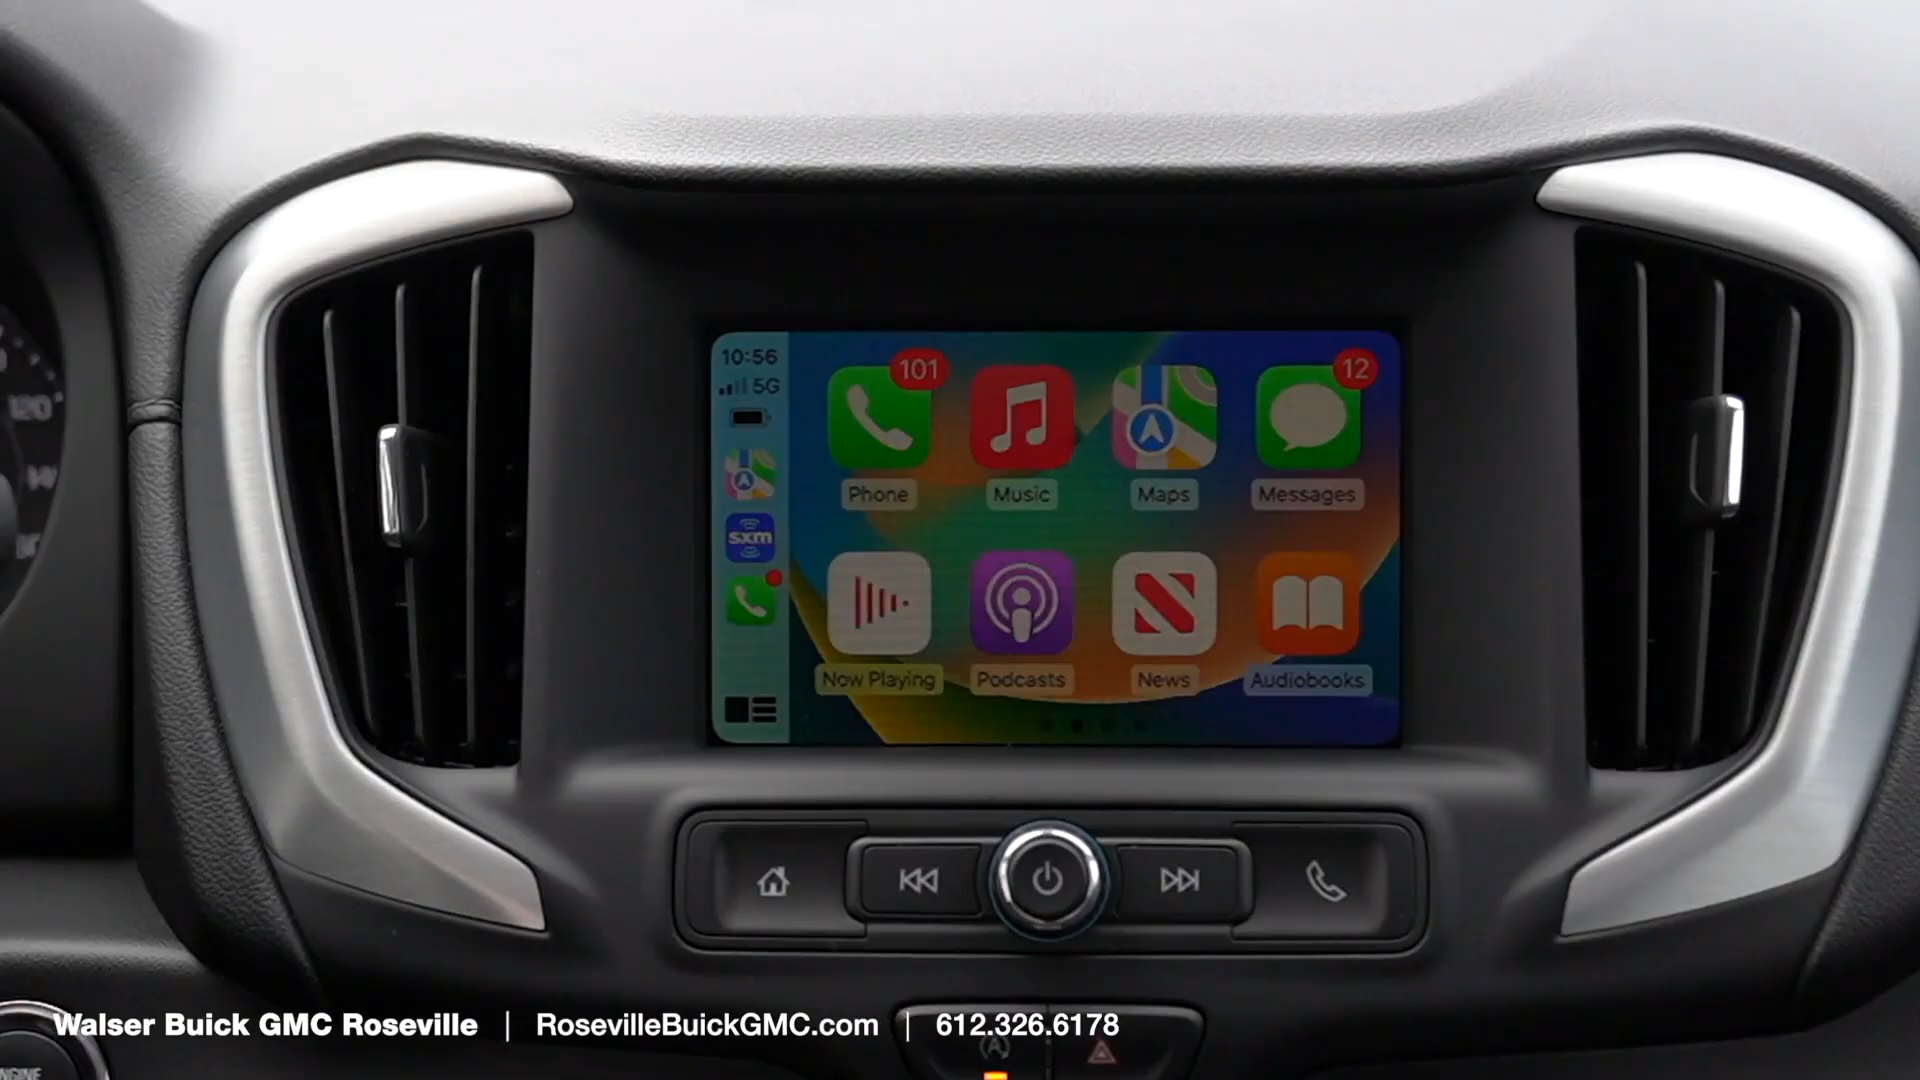 10:56
5G
101
12
Phone
Music
Maps
Messages
sxm
Now Playing
Podcasts
News
Audiobooks
120
Walser Buick GMC Roseville | RosevilleBuickGMC.com | 612.326.6178
A